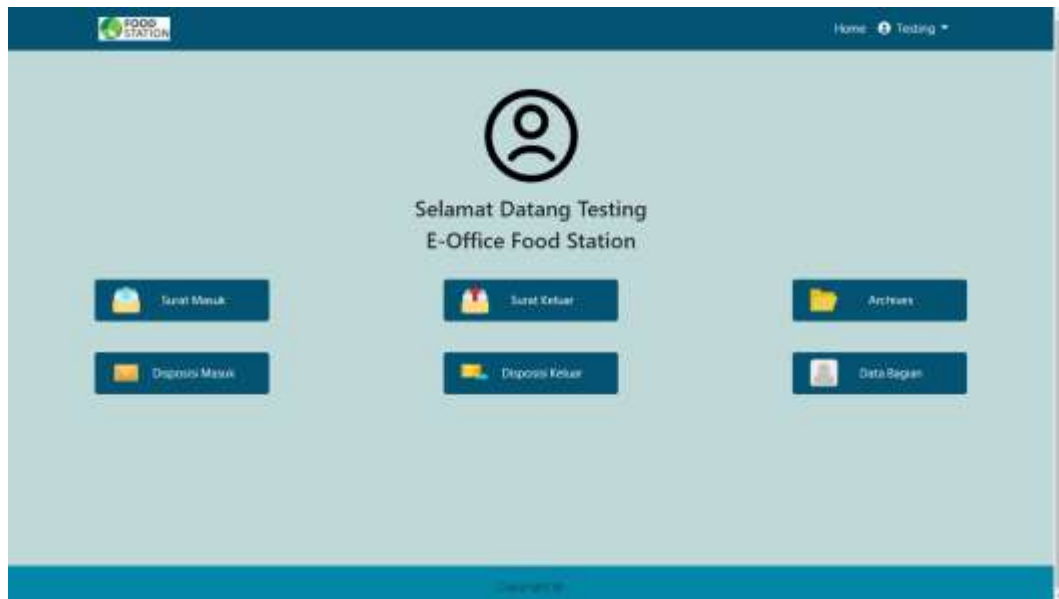 FOOD
STATION
Home Testing
Selamat Datang Testing
E-Office Food Station
Surat Masuk
Surat Keluar
Archives
Disposisi Masuk
Disposisi Keluar
Data Bagian
Copyright ©